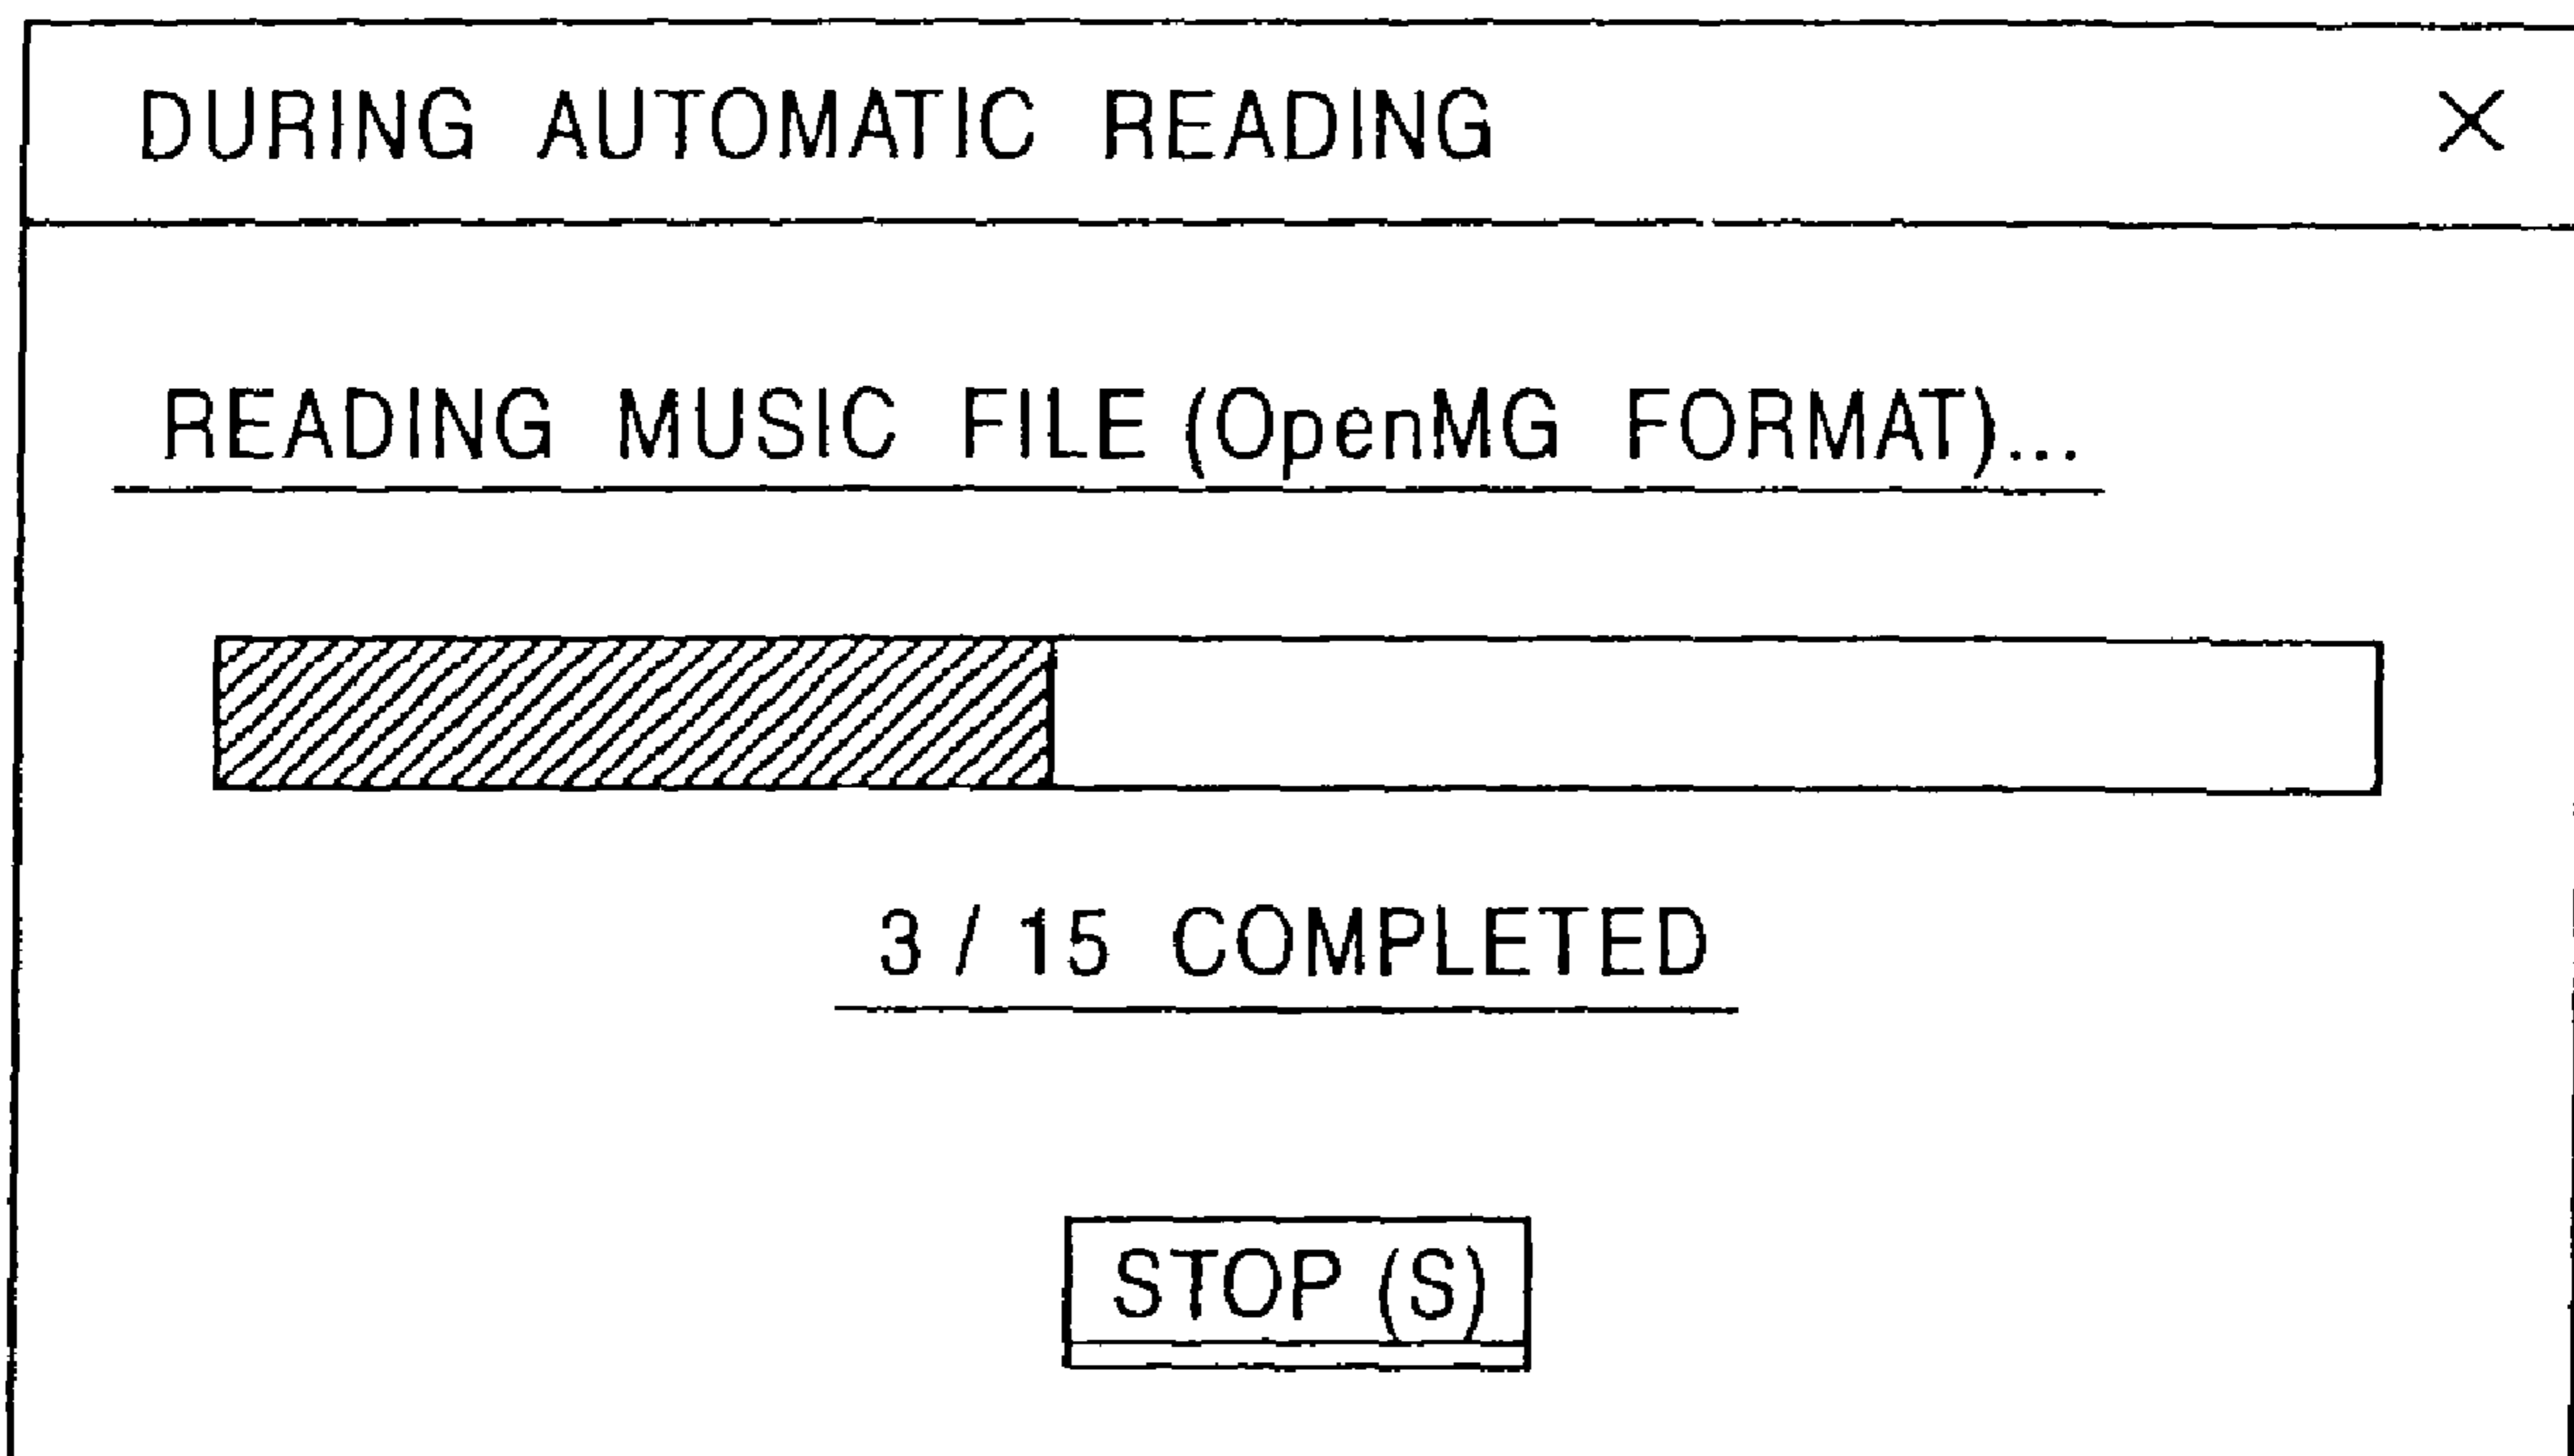 DURING AUTOMATIC READING ×
READING MUSIC FILE (OpenMG FORMAT)...
3 / 15 COMPLETED
STOP (S)